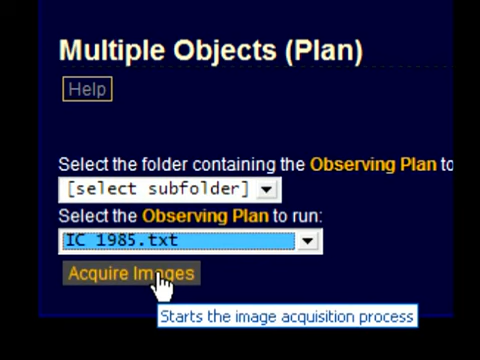 Multiple Objects (Plan)
Help
Select the folder containing the Observing Plan to
[select subfolder]
Select the Observing Plan to run:
IC 1985.txt
Acquire Images
Starts the image acquisition process